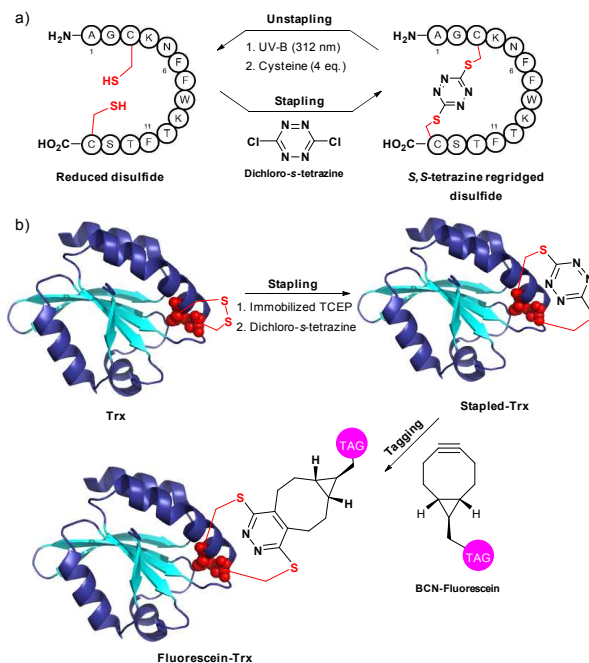 a)
Unstapling
1. UV-B (312 nm)
2. Cysteine (4 eq.)
Stapling
Cl N N N N Cl
Dichloro-s-tetrazine
H₂N A G C K N F F W K T F T S C HO₂C
1 6 11
HS
SH
Reduced disulfide
H₂N A G C K N F F W K T F T S C HO₂C
1 6 11
S N N N N S
S,S-tetrazine regridged
disulfide
b)
S
S
Trx
Stapling
1. Immobilized TCEP
2. Dichloro-s-tetrazine
S N N N N
Stapled-Trx
Tagging
H H
TAG
BCN-Fluorescein
TAG
H
H
S
N
N
S
Fluorescein-Trx